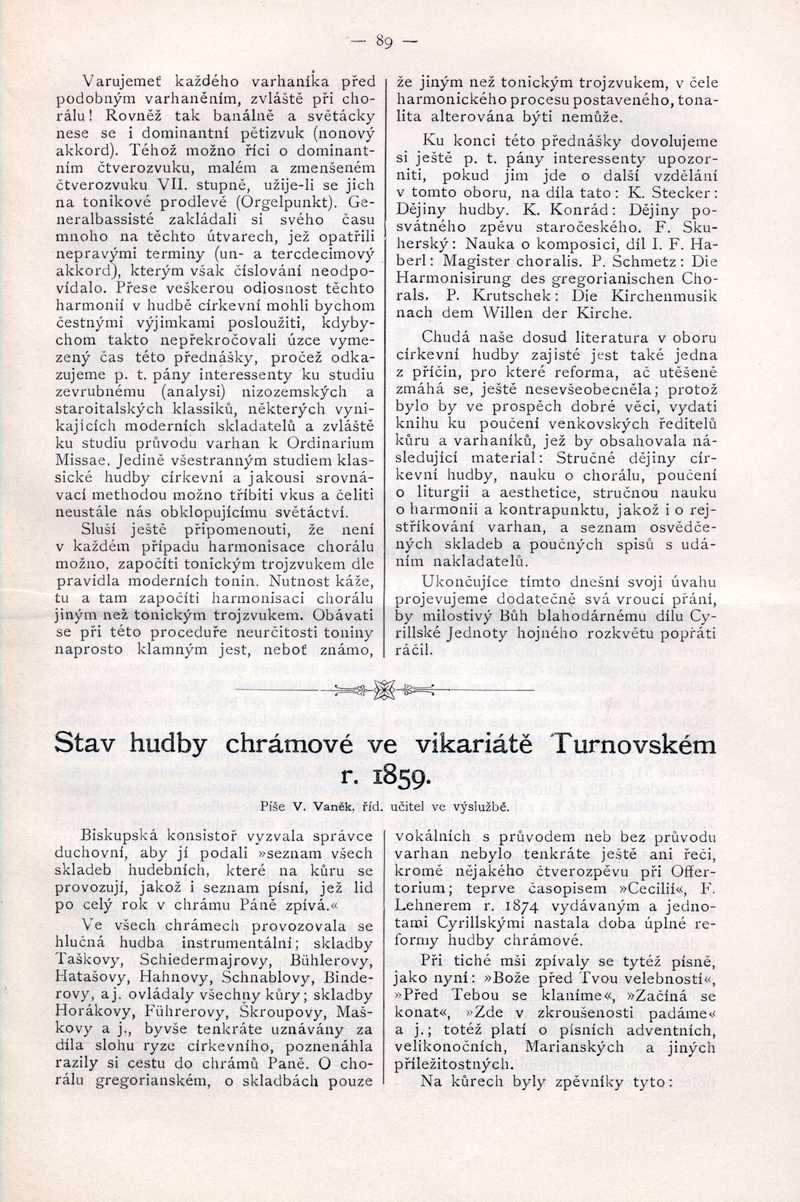 — 89 —
Varujemeť každého varhaníka před
podobným varhaněním, zvláště při cho-
rálu! Rovněž tak banálně a světácky
nese se i dominantní pětizvuk (nonový
akkord). Téhož možno říci o dominant-
ním čtverozvuku, malém a zmenšeném
čtverozvuku VII. stupně, užije-li se jich
na tonikové prodlevě (Orgelpunkt). Ge-
neralbassisté zakládali si svého času
mnoho na těchto útvarech, jež opatřili
nepravými terminy (un- a tercdecimový
akkord), kterým však číslování neodpo-
vídalo. Přese veškerou odiosnost těchto
harmonií v hudbě církevní mohli bychom
čestnými výjimkami posloužiti, kdyby-
chom takto nepřekročovali úzce vyme-
zený čas této přednášky, pročež odka-
zujeme p. t. pány interessenty ku studiu
zevrubnému (analysi) nizozemských a
staroitalských klassiků, některých vyni-
kajících moderních skladatelů a zvláště
ku studiu průvodu varhan k Ordinarium
Missae. Jedině všestranným studiem klas-
sické hudby církevní a jakousi srovná-
vací methodou možno tříbiti vkus a čeliti
neustále nás obklopujícímu světáctví.
Sluší ještě připomenouti, že není
v každém případu harmonisace chorálu
možno, započíti tonickým trojzvukem dle
pravidla moderních tonin. Nutnost káže,
tu a tam započíti harmonisaci chorálu
jiným než tonickým trojzvukem. Obávati
se při této proceduře neurčitosti toniny
naprosto klamným jest, neboť známo,
že jiným než tonickým trojzvukem, v čele
harmonického procesu postaveného, tona-
lita alterována býti nemůže.
Ku konci této přednášky dovolujeme
si ještě p. t. pány interessenty upozor-
niti, pokud jim jde o další vzdělání
v tomto oboru, na díla tato: K. Stecker:
Dějiny hudby. K. Konrád: Dějiny po-
svátného zpěvu staročeského. F. Sku-
herský: Nauka o komposici, díl I. F. Ha-
berl: Magister choralis. P. Schmetz: Die
Harmonisirung des gregorianischen Cho-
rals. P. Krutschek: Die Kirchenmusik
nach dem Willen der Kirche.
Chudá naše dosud literatura v oboru
církevní hudby zajisté jest také jedna
z příčin, pro které reforma, ač utěšeně
zmáhá se, ještě nesevšeobecněla; protož
bylo by ve prospěch dobré věci, vydati
knihu ku poučení venkovských ředitelů
kůru a varhaníků, jež by obsahovala ná-
sledující material: Stručné dějiny cír-
kevní hudby, nauku o chorálu, poučení
o liturgii a aesthetice, stručnou nauku
o harmonii a kontrapunktu, jakož i o rej-
stříkování varhan, a seznam osvědče-
ných skladeb a poučných spisů s udá-
ním nakladatelů.
Ukončujíce tímto dnešní svoji úvahu
projevujeme dodatečně svá vroucí přání,
by milostivý Bůh blahodárnému dílu Cy-
rillské Jednoty hojného rozkvětu popřáti
ráčil.
Stav hudby chrámové ve vikariátě Turnovském
r. 1859.
Píše V. Vaněk, říd. učitel ve výslužbě.
Biskupská konsistoř vyzvala správce
duchovní, aby jí podali »seznam všech
skladeb hudebních, které na kůru se
provozují, jakož i seznam písní, jež lid
po celý rok v chrámu Páně zpívá.«
Ve všech chrámech provozovala se
hlučná hudba instrumentální; skladby
Taškovy, Schiedermajrovy, Bühlerovy,
Hatašovy, Hahnovy, Schnablovy, Binde-
rovy, aj. ovládaly všechny kůry; skladby
Horákovy, Führerovy, Škroupovy, Maš-
kovy a j., byvše tenkráte uznávány za
díla slohu ryze církevního, poznenáhla
razily si cestu do chrámů Paně. O cho-
rálu gregorianském, o skladbách pouze
vokálních s průvodem neb bez průvodu
varhan nebylo tenkráte ještě ani řeči,
kromě nějakého čtverozpěvu při Offer-
torium; teprve časopisem »Cecilií«, F.
Lehnerem r. 1874 vydávaným a jedno-
tami Cyrillskými nastala doba úplné re-
formy hudby chrámové.
Při tiché mši zpívaly se tytéž písně,
jako nyní: »Bože před Tvou velebností«,
»Před Tebou se klaníme«, »Začíná se
konat«, »Zde v zkroušenosti padáme«
a j.; totéž platí o písních adventních,
velikonočních, Marianských a jiných
příležitostných.
Na kůrech byly zpěvníky tyto: